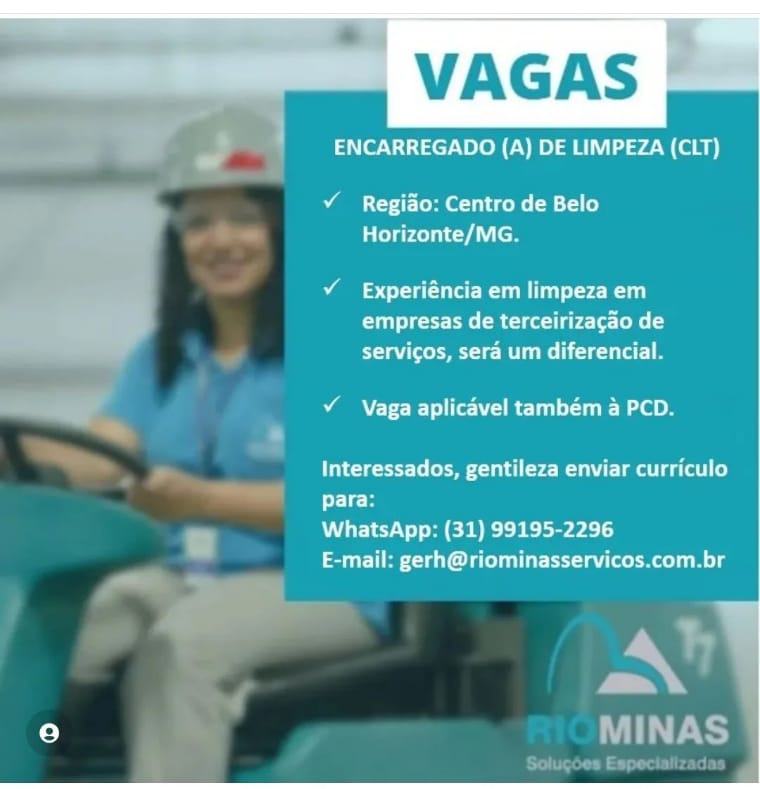 VAGAS
ENCARREGADO (A) DE LIMPEZA (CLT)
✓ Região: Centro de Belo
Horizonte/MG.
✓ Experiência em limpeza em
empresas de terceirização de
serviços, será um diferencial.
✓ Vaga aplicável também à PCD.
Interessados, gentileza enviar currículo
para:
WhatsApp: (31) 99195-2296
E-mail: gerh@riominasservicos.com.br
T7
RIOMINAS
Soluções Especializadas